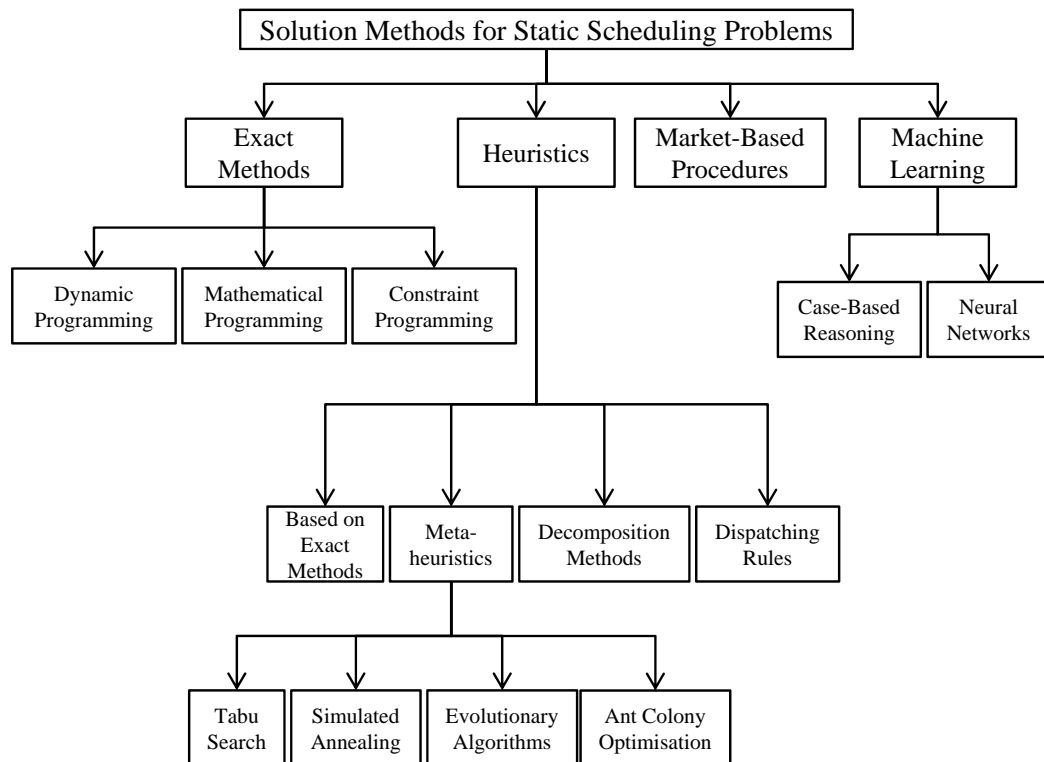 Solution Methods for Static Scheduling Problems
Exact
Methods
Heuristics
Market-Based
Procedures
Machine
Learning
Dynamic
Programming
Mathematical
Programming
Constraint
Programming
Case-Based
Reasoning
Neural
Networks
Based on
Exact
Methods
Meta-
heuristics
Decomposition
Methods
Dispatching
Rules
Tabu
Search
Simulated
Annealing
Evolutionary
Algorithms
Ant Colony
Optimisation